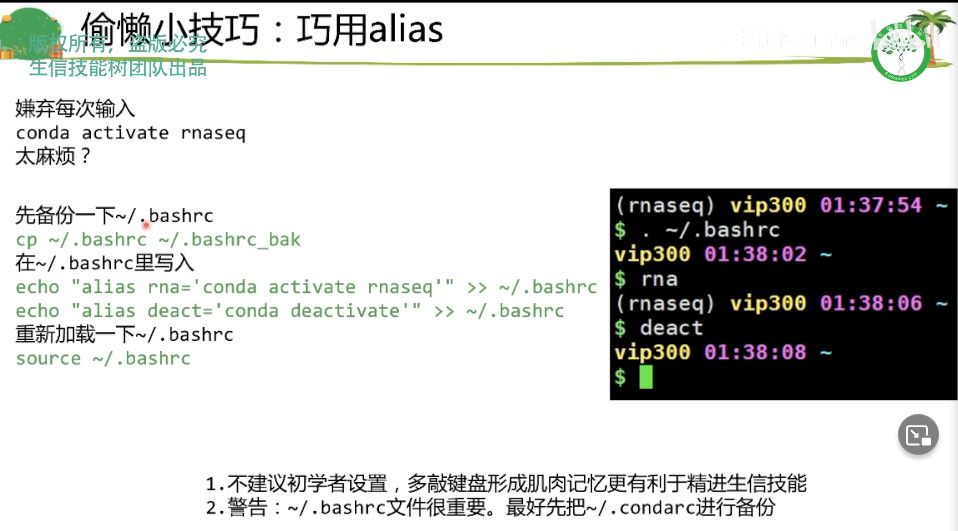 偷懒小技巧：巧用alias
版权所有，盗版必究
生信技能树团队出品
嫌弃每次输入
conda activate rnaseq
太麻烦？
先备份一下~/.bashrc
cp ~/.bashrc ~/.bashrc_bak
在~/.bashrc里写入
echo "alias rna='conda activate rnaseq'" >> ~/.bashrc
echo "alias deact='conda deactivate'" >> ~/.bashrc
重新加载一下~/.bashrc
source ~/.bashrc
(rnaseq) vip300 01:37:54 ~
$ . ~/.bashrc
vip300 01:38:02 ~
$ rna
(rnaseq) vip300 01:38:06 ~
$ deact
vip300 01:38:08 ~
$
1.不建议初学者设置，多敲键盘形成肌肉记忆更有利于精进生信技能
2.警告：~/.bashrc文件很重要。最好先把~/.condarc进行备份